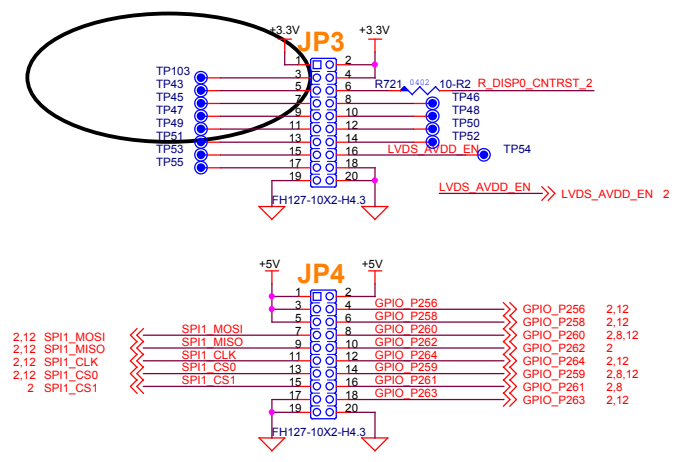 +3.3V JP3 +3.3V
1 2
TP103 3 4
TP43 5 6 R721 0402 10-R2 R_DISP0_CNTRST_2
TP45 7 8 TP46
TP47 9 10 TP48
TP49 11 12 TP50
TP51 13 14 TP52
TP53 15 16 LVDS_AVDD_EN TP54
TP55 17 18
19 20
LVDS_AVDD_EN LVDS_AVDD_EN 2
FH127-10X2-H4.3
+5V JP4 +5V
1 2
3 4 GPIO_P256 GPIO_P256 2,12
5 6 GPIO_P258 GPIO_P258 2,12
2,12 SPI1_MOSI SPI1_MOSI 7 8 GPIO_P260 GPIO_P260 2,8,12
2,12 SPI1_MISO SPI1_MISO 9 10 GPIO_P262 GPIO_P262 2
2,12 SPI1_CLK SPI1_CLK 11 12 GPIO_P264 GPIO_P264 2,12
2,12 SPI1_CS0 SPI1_CS0 13 14 GPIO_P259 GPIO_P259 2,8,12
2 SPI1_CS1 SPI1_CS1 15 16 GPIO_P261 GPIO_P261 2,8
17 18 GPIO_P263 GPIO_P263 2,12
19 20
FH127-10X2-H4.3